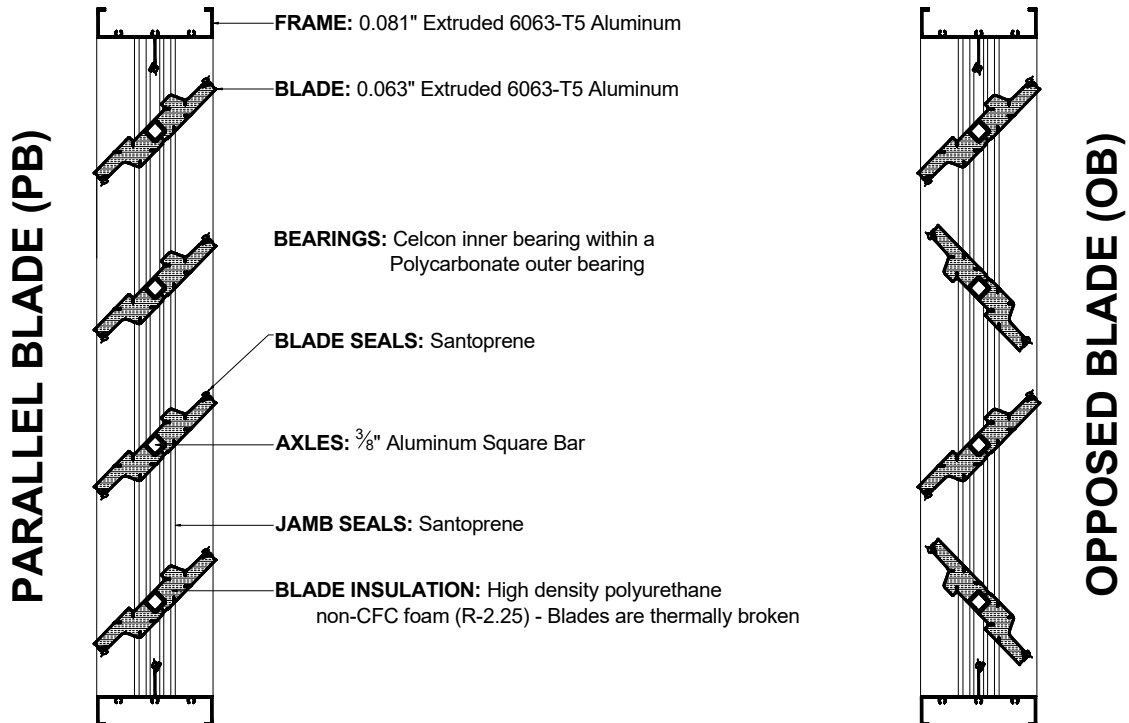 PARALLEL BLADE (PB)
FRAME: 0.081" Extruded 6063-T5 Aluminum
BLADE: 0.063" Extruded 6063-T5 Aluminum
BEARINGS: Celcon inner bearing within a
Polycarbonate outer bearing
BLADE SEALS: Santoprene
AXLES: 3/8" Aluminum Square Bar
JAMB SEALS: Santoprene
BLADE INSULATION: High density polyurethane
non-CFC foam (R-2.25) - Blades are thermally broken
OPPOSED BLADE (OB)